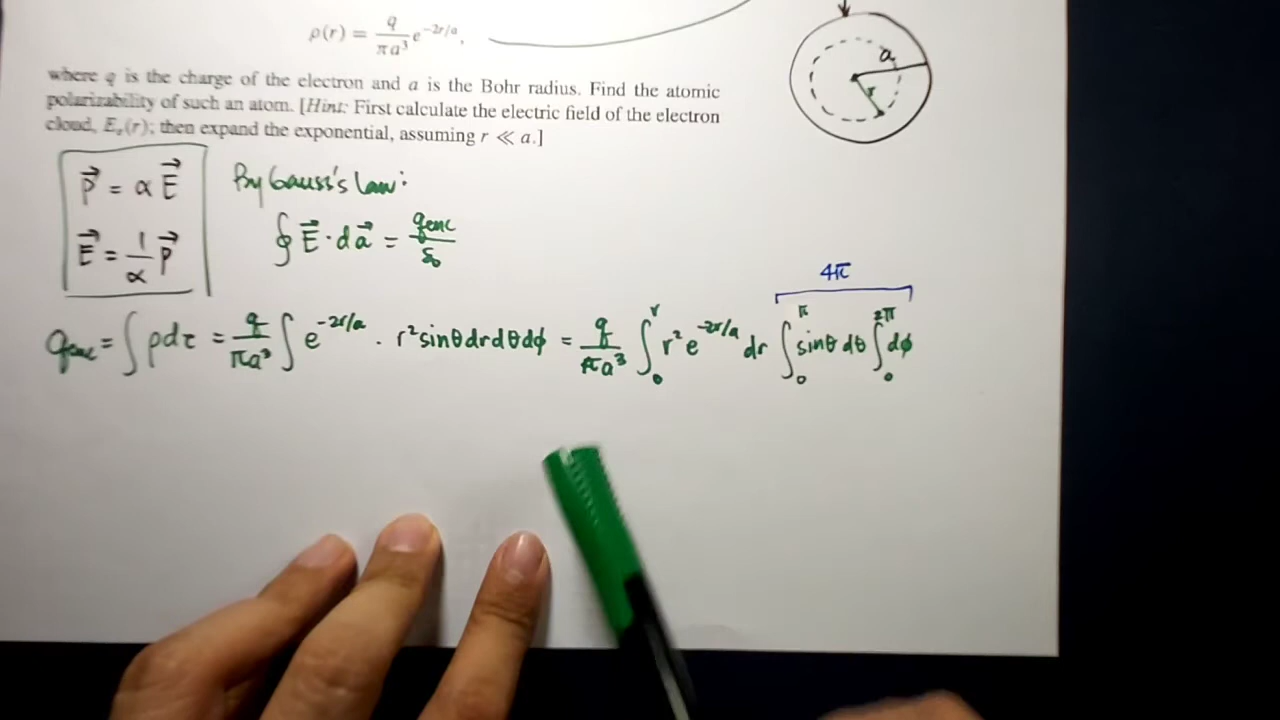 ρ(r) = q/πa³ e^{-2r/a},
where q is the charge of the electron and a is the Bohr radius. Find the atomic
polarizability of such an atom. [Hint: First calculate the electric field of the electron
cloud, Eₑ(r); then expand the exponential, assuming r ≪ a.]
a
r
p⃗ = α E⃗
E⃗ = 1/α p⃗
By Gauss's Law:
∮ E⃗ · da⃗ = q_enc/ε₀
4π
q_enc = ∫ρdτ = q/πa³ ∫ e^{-2r/a} · r² sinθ dr dθ dϕ = q/πa³ ∫₀^r r² e^{-2r/a} dr ∫₀^π sinθ dθ ∫₀^{2π} dϕ